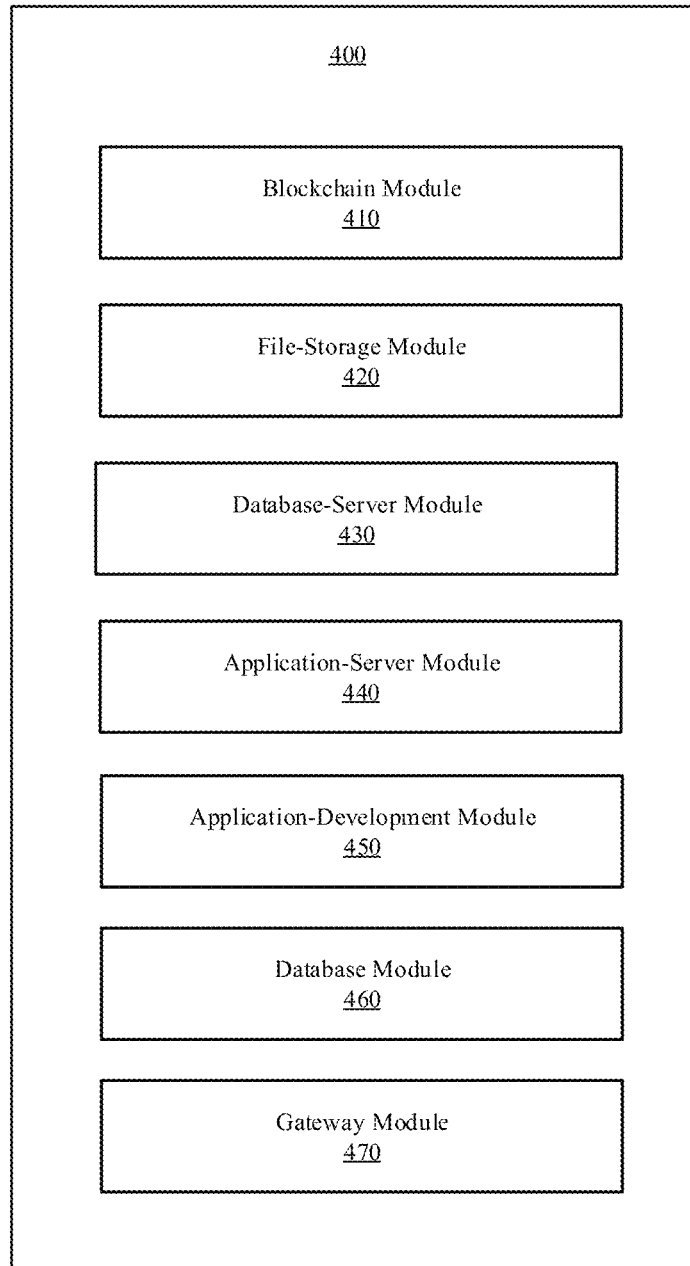 400
Blockchain Module
410
File-Storage Module
420
Database-Server Module
430
Application-Server Module
440
Application-Development Module
450
Database Module
460
Gateway Module
470